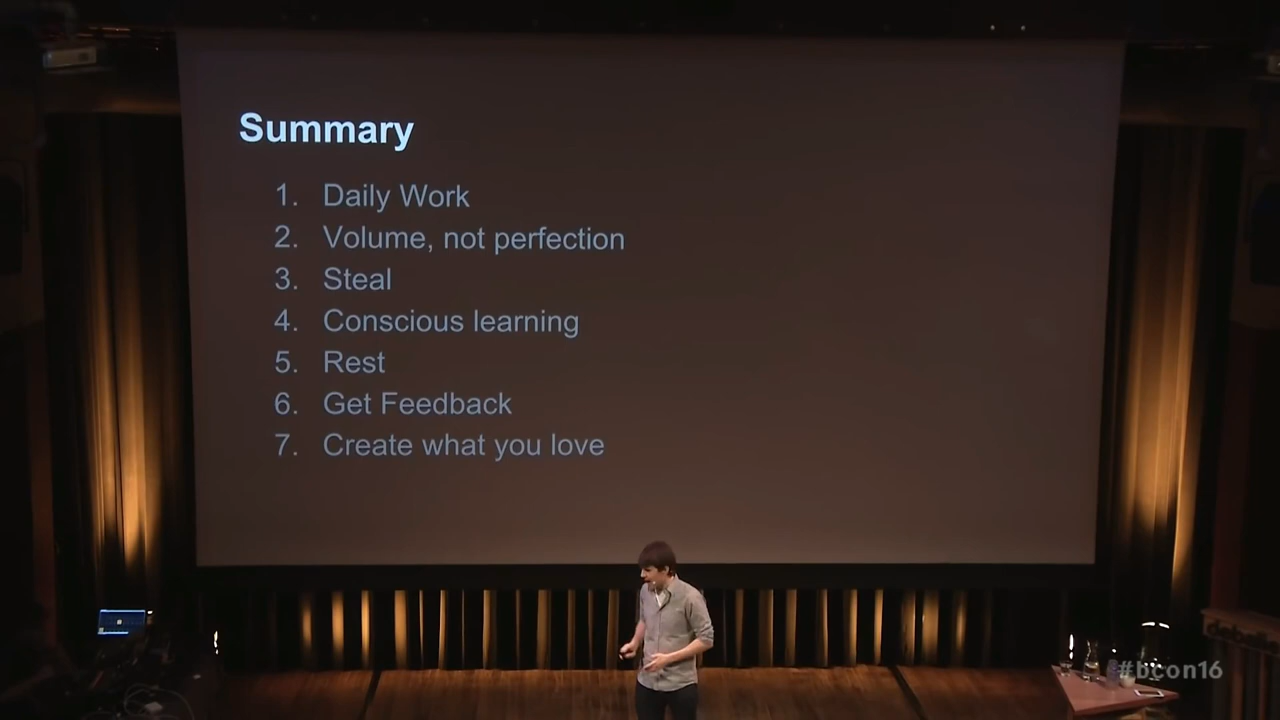 Summary
1. Daily Work
2. Volume, not perfection
3. Steal
4. Conscious learning
5. Rest
6. Get Feedback
7. Create what you love
#bcon16